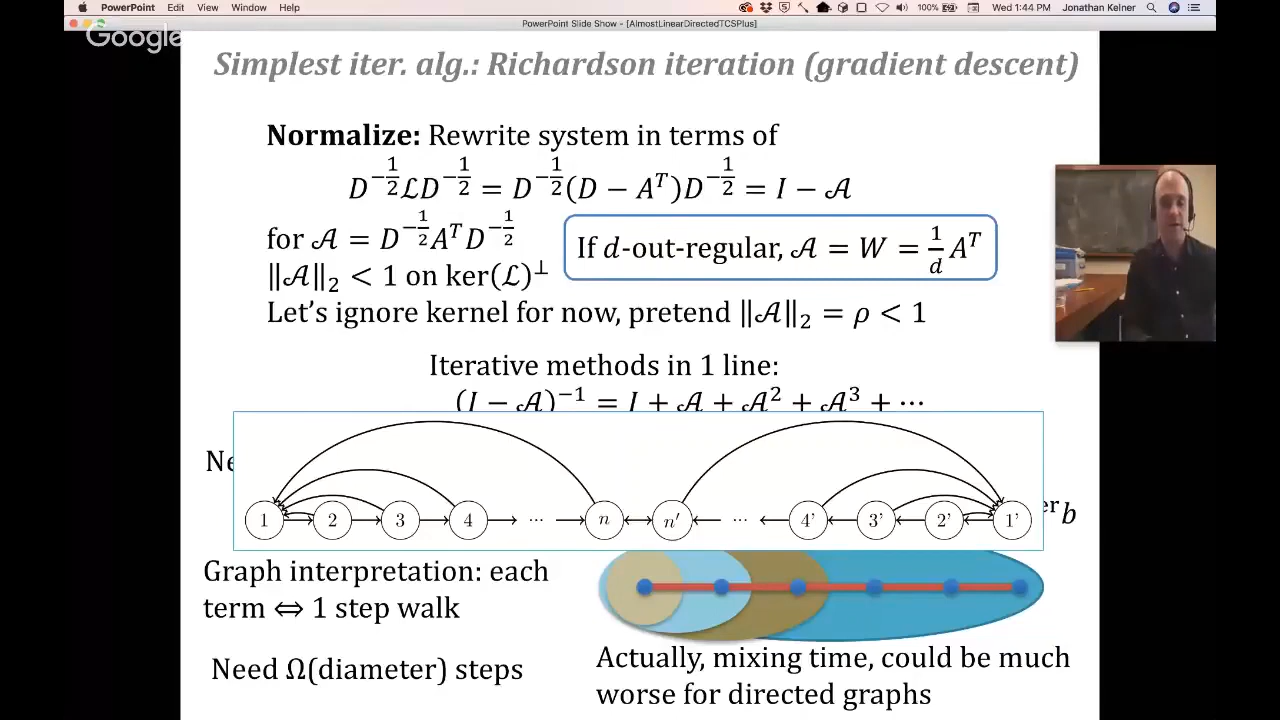 PowerPoint File Edit View Window Help 100% Wed 1:44 PM Jonathan Kelner
PowerPoint Slide Show - [AlmostLinearDirectedTCSPlus]
Google
Simplest iter. alg.: Richardson iteration (gradient descent)
Normalize: Rewrite system in terms of
D^{-1/2}ℒD^{-1/2} = D^{-1/2}(D − A^T)D^{-1/2} = I − 𝒜
for 𝒜 = D^{-1/2}A^T D^{-1/2}
If d-out-regular, 𝒜 = W = 1/d A^T
‖𝒜‖₂ < 1 on ker(ℒ)^⊥
Let's ignore kernel for now, pretend ‖𝒜‖₂ = ρ < 1
Iterative methods in 1 line:
(I − 𝒜)^{-1} = I + 𝒜 + 𝒜² + 𝒜³ + ⋯
1 2 3 4 ... n n' ... 4' 3' 2' 1'
b
Graph interpretation: each
term ⇔ 1 step walk
Need Ω(diameter) steps
Actually, mixing time, could be much
worse for directed graphs